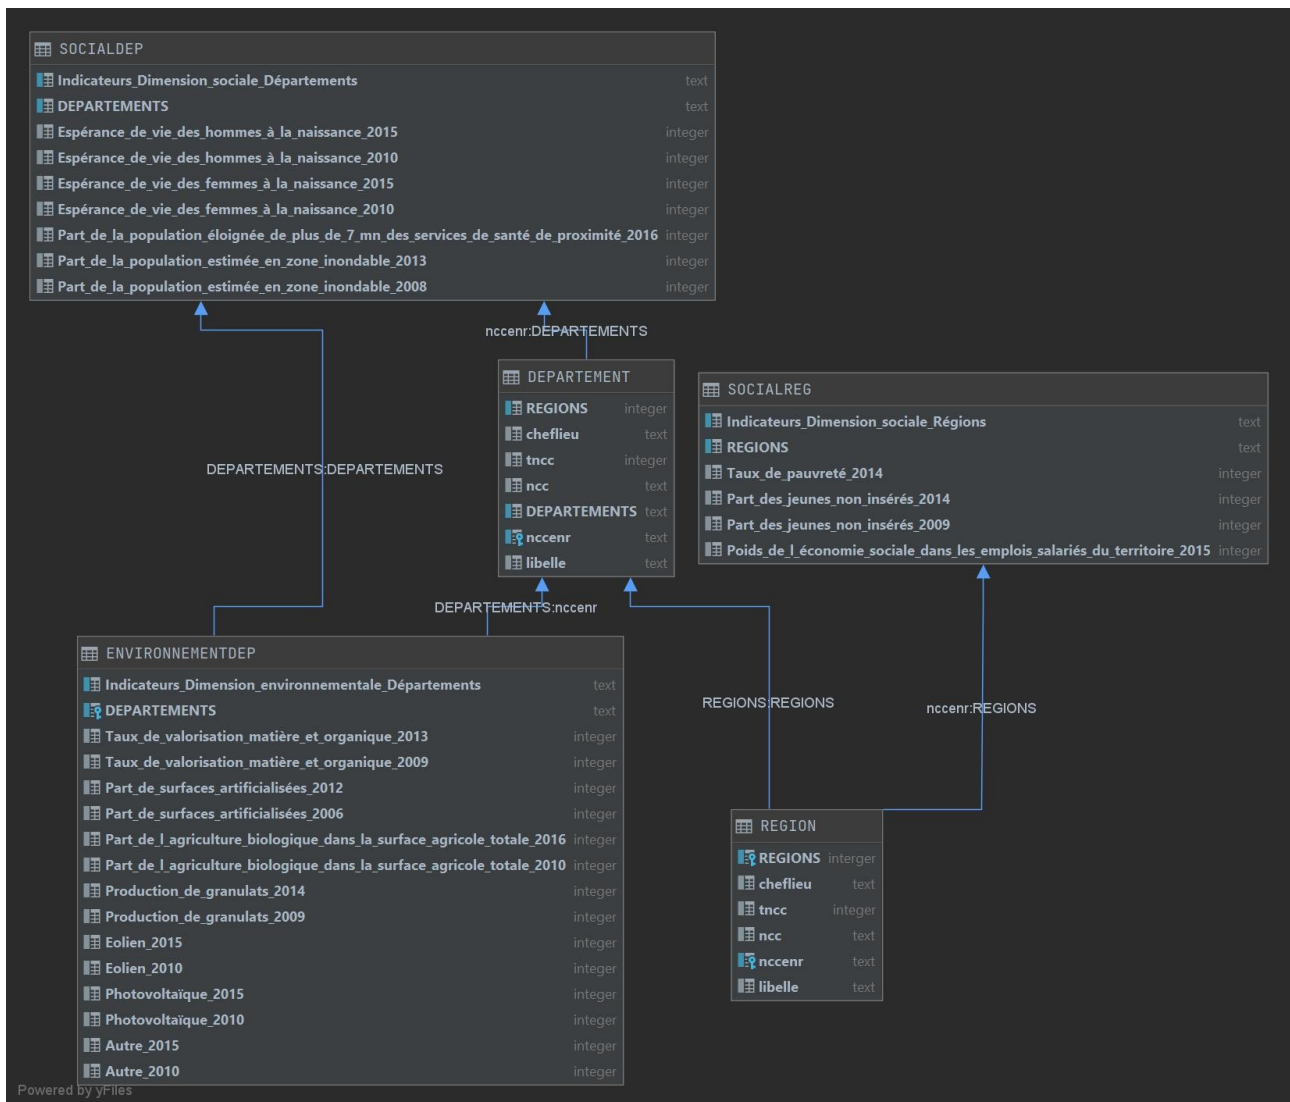 SOCIALDEP
Indicateurs_Dimension_sociale_Départements text
DEPARTEMENTS text
Espérance_de_vie_des_hommes_à_la_naissance_2015 integer
Espérance_de_vie_des_hommes_à_la_naissance_2010 integer
Espérance_de_vie_des_femmes_à_la_naissance_2015 integer
Espérance_de_vie_des_femmes_à_la_naissance_2010 integer
Part_de_la_population_éloignée_de_plus_de_7_mn_des_services_de_santé_de_proximité_2016 integer
Part_de_la_population_estimée_en_zone_inondable_2013 integer
Part_de_la_population_estimée_en_zone_inondable_2008 integer
nccenr:DEPARTEMENTS
DEPARTEMENT
REGIONS integer
cheflieu text
tncc integer
ncc text
DEPARTEMENTS text
nccenr text
libelle text
SOCIALREG
Indicateurs_Dimension_sociale_Régions text
REGIONS text
Taux_de_pauvreté_2014 integer
Part_des_jeunes_non_insérés_2014 integer
Part_des_jeunes_non_insérés_2009 integer
Poids_de_l_économie_sociale_dans_les_emplois_salariés_du_territoire_2015 integer
DEPARTEMENTS:DEPARTEMENTS
DEPARTEMENTS:nccenr
ENVIRONNEMENTDEP
Indicateurs_Dimension_environnementale_Départements text
DEPARTEMENTS text
Taux_de_valorisation_matière_et_organique_2013 integer
Taux_de_valorisation_matière_et_organique_2009 integer
Part_de_surfaces_artificialisées_2012 integer
Part_de_surfaces_artificialisées_2006 integer
Part_de_l_agriculture_biologique_dans_la_surface_agricole_totale_2016 integer
Part_de_l_agriculture_biologique_dans_la_surface_agricole_totale_2010 integer
Production_de_granulats_2014 integer
Production_de_granulats_2009 integer
Eolien_2015 integer
Eolien_2010 integer
Photovoltaïque_2015 integer
Photovoltaïque_2010 integer
Autre_2015 integer
Autre_2010 integer
REGIONS:REGIONS
nccenr:REGIONS
REGION
REGIONS interger
cheflieu text
tncc integer
ncc text
nccenr text
libelle text
Powered by yFiles